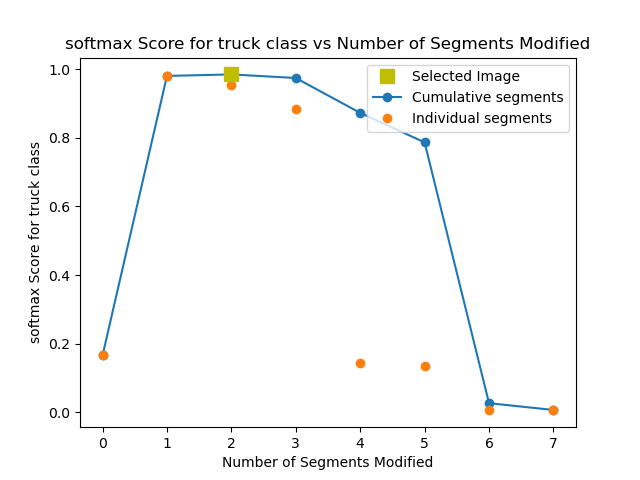 softmax Score for truck class vs Number of Segments Modified
Selected Image
Cumulative segments
Individual segments
softmax Score for truck class
1.0
0.8
0.6
0.4
0.2
0.0
0 1 2 3 4 5 6 7
Number of Segments Modified